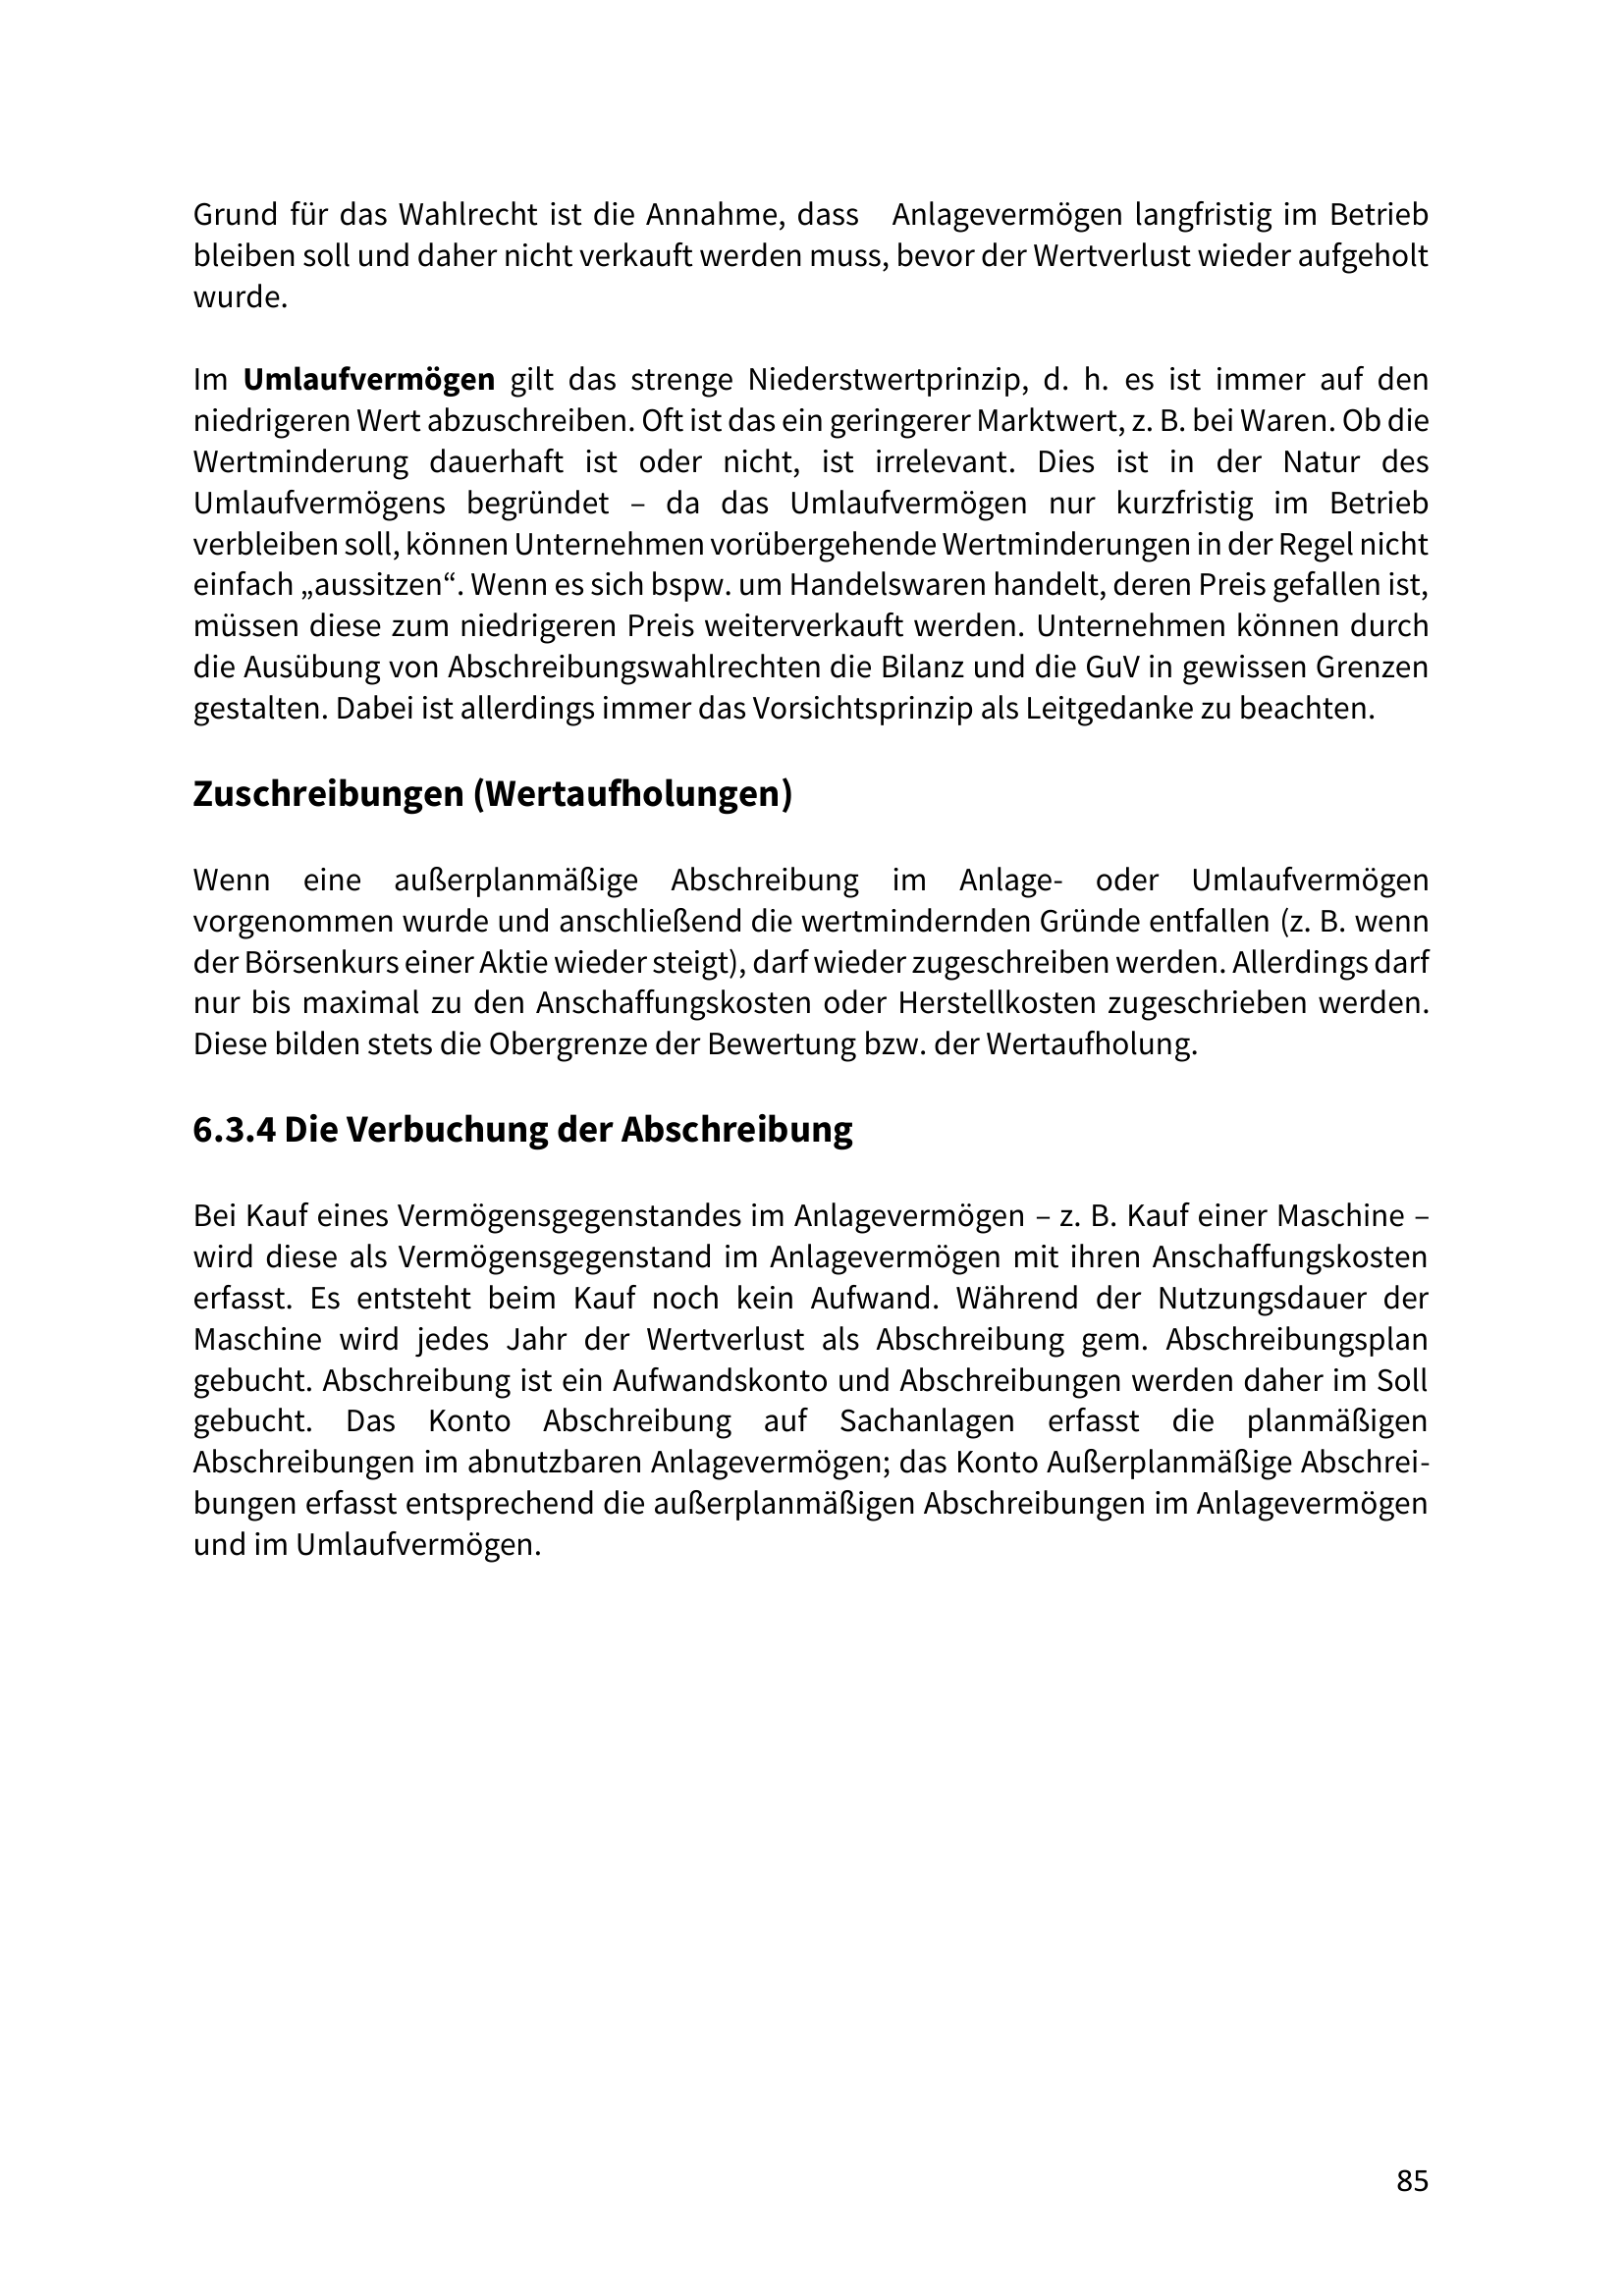 Grund für das Wahlrecht ist die Annahme, dass   Anlagevermögen langfristig im Betrieb
bleiben soll und daher nicht verkauft werden muss, bevor der Wertverlust wieder aufgeholt
wurde.
Im Umlaufvermögen gilt das strenge Niederstwertprinzip, d. h. es ist immer auf den
niedrigeren Wert abzuschreiben. Oft ist das ein geringerer Marktwert, z. B. bei Waren. Ob die
Wertminderung dauerhaft ist oder nicht, ist irrelevant. Dies ist in der Natur des
Umlaufvermögens begründet – da das Umlaufvermögen nur kurzfristig im Betrieb
verbleiben soll, können Unternehmen vorübergehende Wertminderungen in der Regel nicht
einfach „aussitzen“. Wenn es sich bspw. um Handelswaren handelt, deren Preis gefallen ist,
müssen diese zum niedrigeren Preis weiterverkauft werden. Unternehmen können durch
die Ausübung von Abschreibungswahlrechten die Bilanz und die GuV in gewissen Grenzen
gestalten. Dabei ist allerdings immer das Vorsichtsprinzip als Leitgedanke zu beachten.
Zuschreibungen (Wertaufholungen)
Wenn eine außerplanmäßige Abschreibung im Anlage- oder Umlaufvermögen
vorgenommen wurde und anschließend die wertmindernden Gründe entfallen (z. B. wenn
der Börsenkurs einer Aktie wieder steigt), darf wieder zugeschreiben werden. Allerdings darf
nur bis maximal zu den Anschaffungskosten oder Herstellkosten zugeschrieben werden.
Diese bilden stets die Obergrenze der Bewertung bzw. der Wertaufholung.
6.3.4 Die Verbuchung der Abschreibung
Bei Kauf eines Vermögensgegenstandes im Anlagevermögen – z. B. Kauf einer Maschine –
wird diese als Vermögensgegenstand im Anlagevermögen mit ihren Anschaffungskosten
erfasst. Es entsteht beim Kauf noch kein Aufwand. Während der Nutzungsdauer der
Maschine wird jedes Jahr der Wertverlust als Abschreibung gem. Abschreibungsplan
gebucht. Abschreibung ist ein Aufwandskonto und Abschreibungen werden daher im Soll
gebucht. Das Konto Abschreibung auf Sachanlagen erfasst die planmäßigen
Abschreibungen im abnutzbaren Anlagevermögen; das Konto Außerplanmäßige Abschrei-
bungen erfasst entsprechend die außerplanmäßigen Abschreibungen im Anlagevermögen
und im Umlaufvermögen.
85